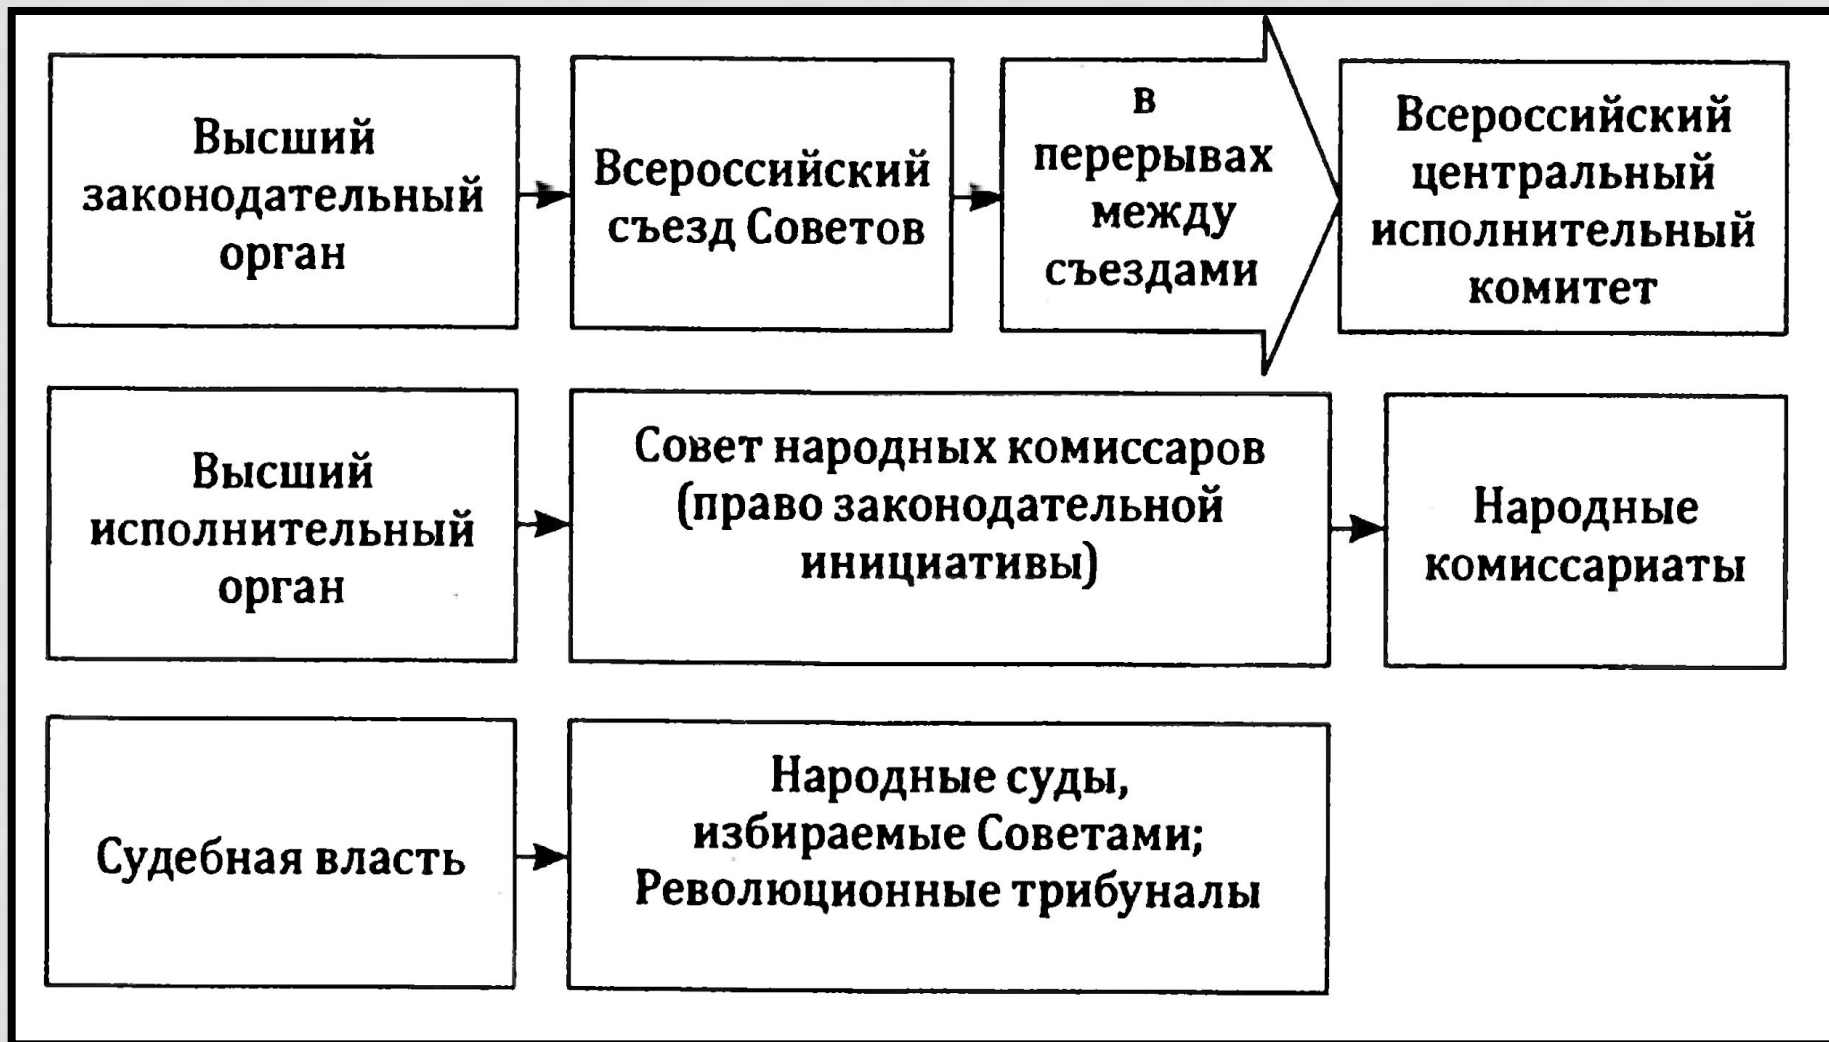 Высший
законодательный
орган
Всероссийский
съезд Советов
в
перерывах
между
съездами
Всероссийский
центральный
исполнительный
комитет
Высший
исполнительный
орган
Совет народных комиссаров
(право законодательной
инициативы)
Народные
комиссариаты
Судебная власть
Народные суды,
избираемые Советами;
Революционные трибуналы